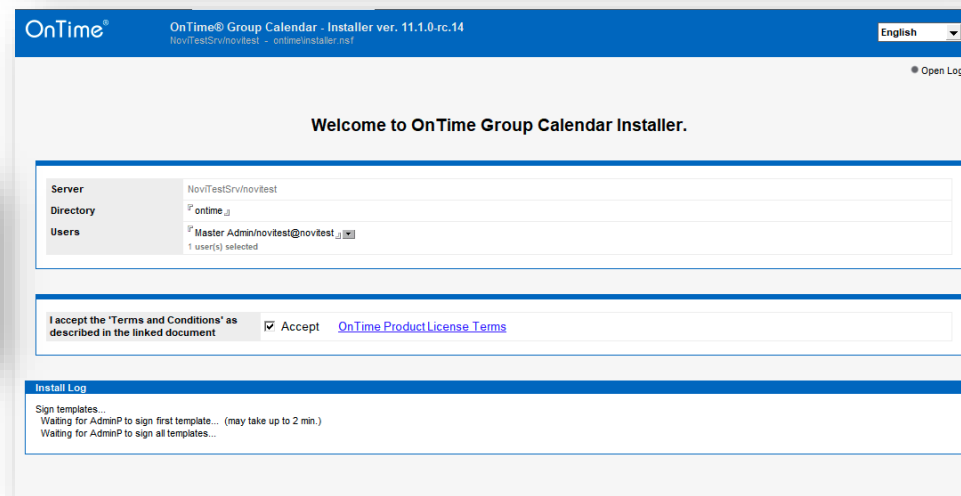 OnTime®
OnTime® Group Calendar - Installer ver. 11.1.0-rc.14
NoviTestSrv/novitest - ontime\installer.nsf
English
Open Log
Welcome to OnTime Group Calendar Installer.
Server NoviTestSrv/novitest
Directory ontime
Users Master Admin/novitest@novitest
1 user(s) selected
I accept the 'Terms and Conditions' as
described in the linked document
Accept OnTime Product License Terms
Install Log
Sign templates...
Waiting for AdminP to sign first template... (may take up to 2 min.)
Waiting for AdminP to sign all templates...